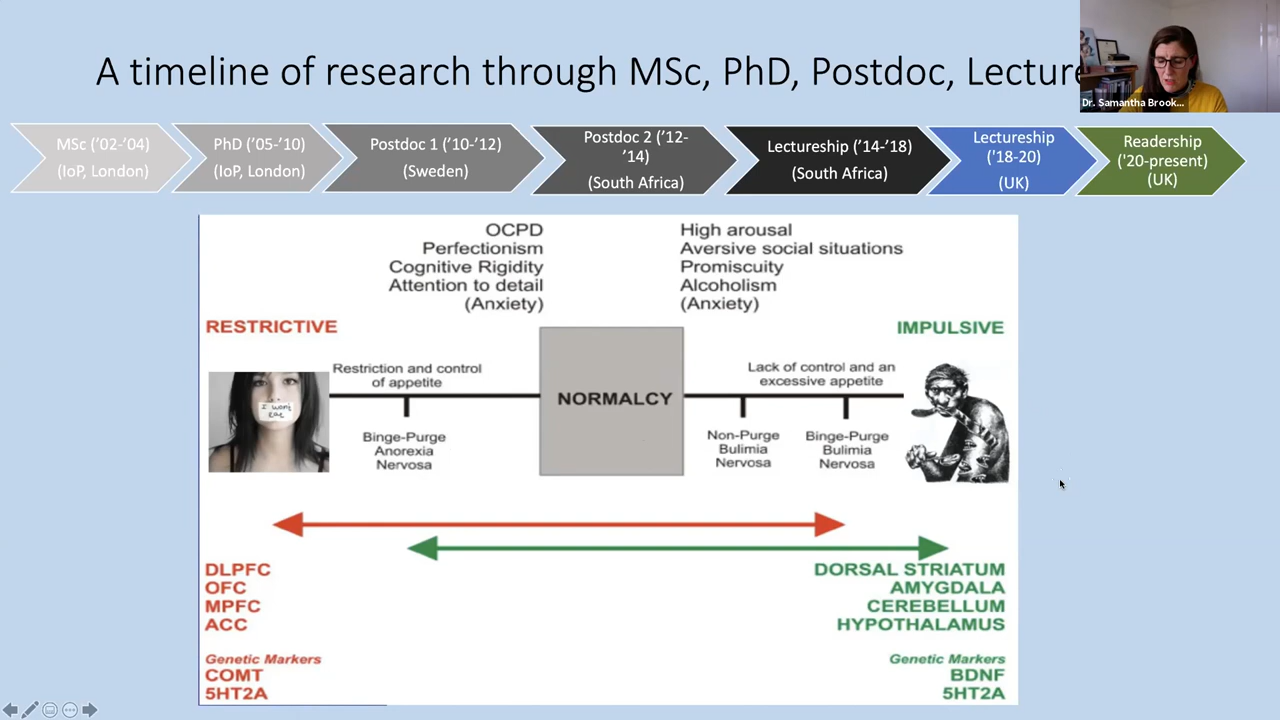 A timeline of research through MSc, PhD, Postdoc, Lecture
Dr. Samantha Brook...
MSc ('02-'04)
(IoP, London)
PhD ('05-'10)
(IoP, London)
Postdoc 1 ('10-'12)
(Sweden)
Postdoc 2 ('12-
'14)
(South Africa)
Lectureship ('14-'18)
(South Africa)
Lectureship
('18-20)
(UK)
Readership
('20-present)
(UK)
OCPD
Perfectionism
Cognitive Rigidity
Attention to detail
(Anxiety)
High arousal
Aversive social situations
Promiscuity
Alcoholism
(Anxiety)
RESTRICTIVE
IMPULSIVE
I won't
eat
Restriction and control
of appetite
NORMALCY
Lack of control and an
excessive appetite
Binge-Purge
Anorexia
Nervosa
Non-Purge
Bulimia
Nervosa
Binge-Purge
Bulimia
Nervosa
DLPFC
OFC
MPFC
ACC
DORSAL STRIATUM
AMYGDALA
CEREBELLUM
HYPOTHALAMUS
Genetic Markers
COMT
5HT2A
Genetic Markers
BDNF
5HT2A